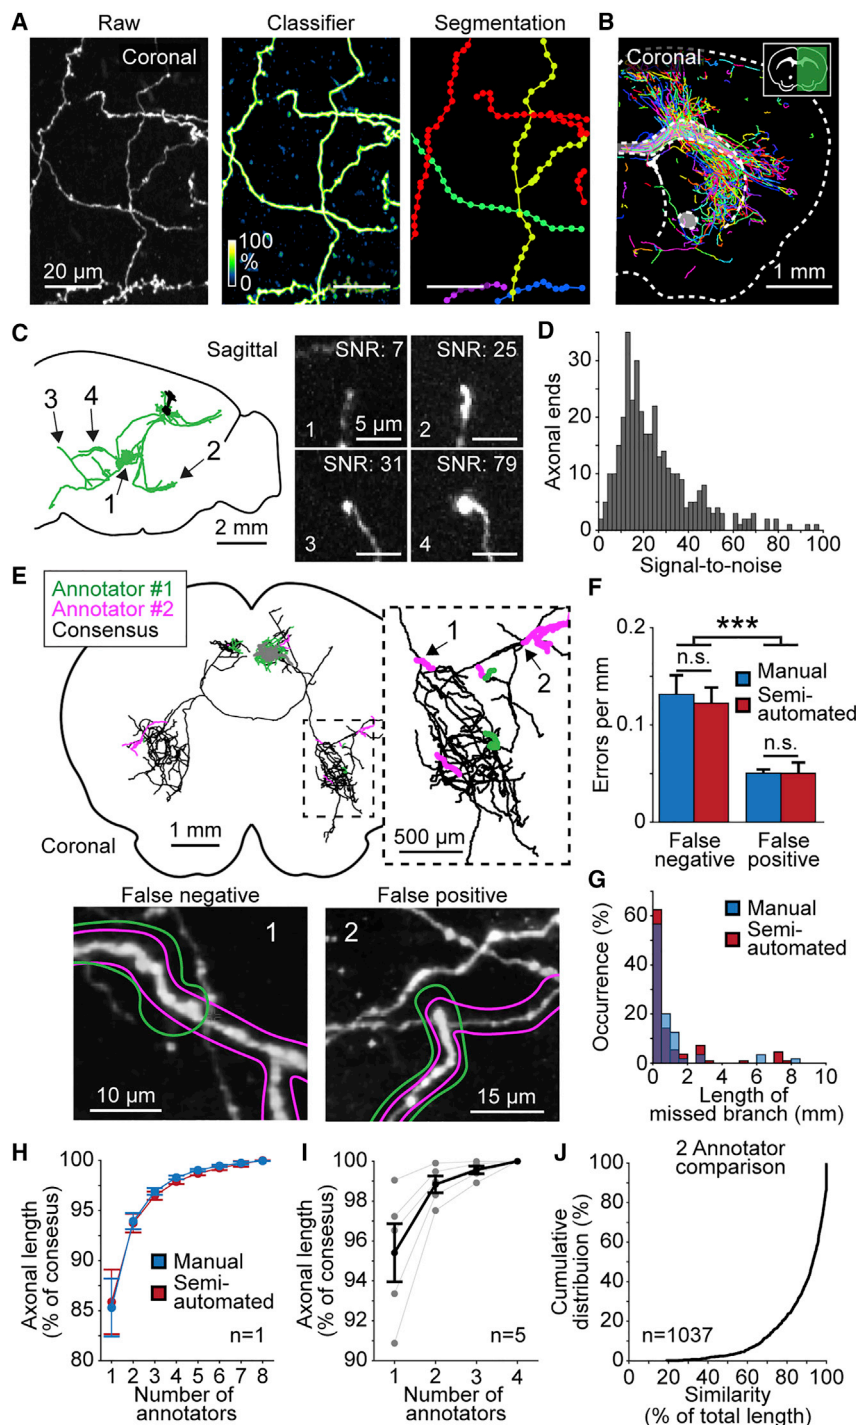 A
Raw
Classifier
Segmentation
B
Coronal
20 µm
100
%
0
Coronal
1 mm
C
Sagittal
3
4
2
1
2 mm
SNR: 7
1
5 µm
SNR: 25
2
SNR: 31
3
SNR: 79
4
D
Axonal ends
30
20
10
0
0
20
40
60
80
100
Signal-to-noise
E
Annotator #1
Annotator #2
Consensus
1 mm
Coronal
1
2
500 µm
F
Errors per mm
0.2
0.1
0
***
n.s.
n.s.
Manual
Semi-
automated
False
negative
False
positive
False negative
1
10 µm
False positive
2
15 µm
G
Occurrence (%)
60
40
20
0
Manual
Semi-
automated
0
2
4
6
8
10
Length of
missed branch (mm)
H
Axonal length
(% of consesus)
100
95
90
85
80
Manual
Semi-
automated
n=1
1
2
3
4
5
6
7
8
Number of
annotators
I
Axonal length
(% of consesus)
100
98
96
94
92
90
n=5
1
2
3
4
Number of
annotators
J
2 Annotator
comparison
Cumulative
distribuion (%)
100
80
60
40
20
0
n=1037
0
20
40
60
80
100
Similarity
(% of total length)